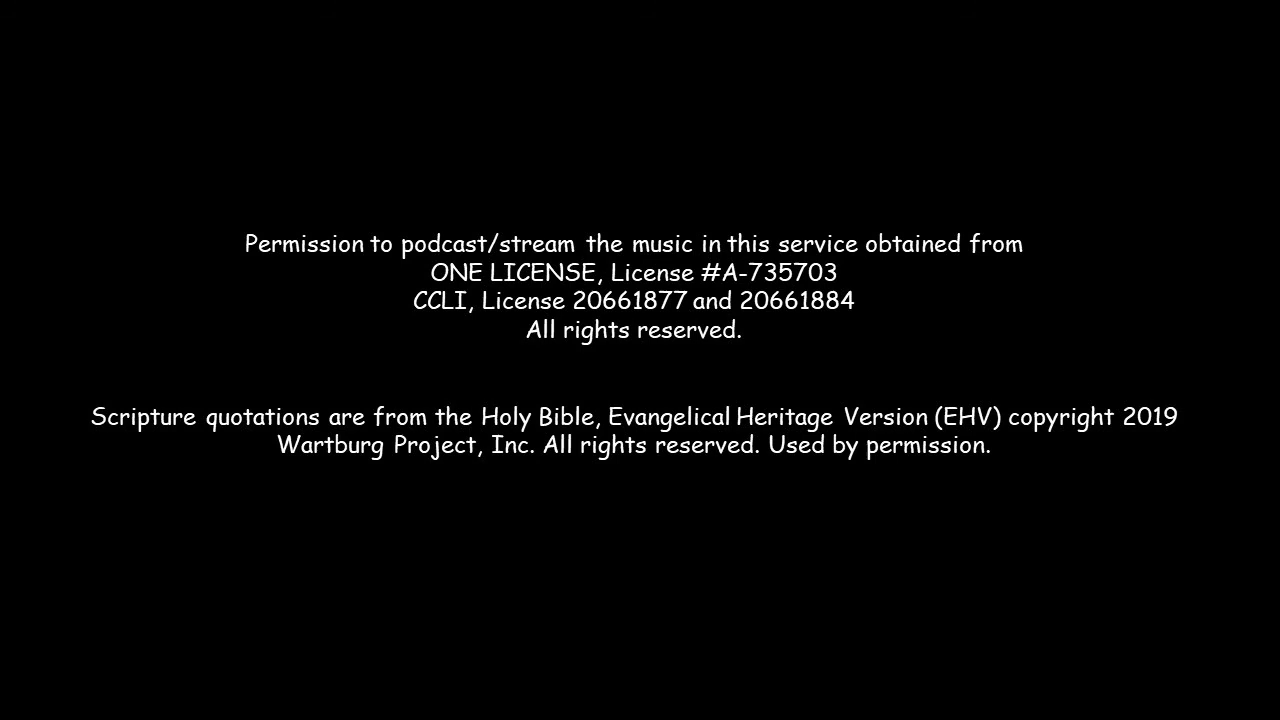 Permission to podcast/stream the music in this service obtained from
ONE LICENSE, License #A-735703
CCLI, License 20661877 and 20661884
All rights reserved.
Scripture quotations are from the Holy Bible, Evangelical Heritage Version (EHV) copyright 2019
Wartburg Project, Inc. All rights reserved. Used by permission.